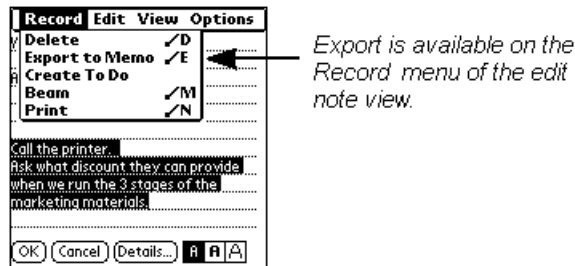 Record Edit View Options
Delete /D
Export to Memo /E
Create To Do
Beam /M
Print /N
Call the printer.
Ask what discount they can provide
when we run the 3 stages of the
marketing materials.
OK Cancel Details... A A A
Export is available on the
Record menu of the edit
note view.